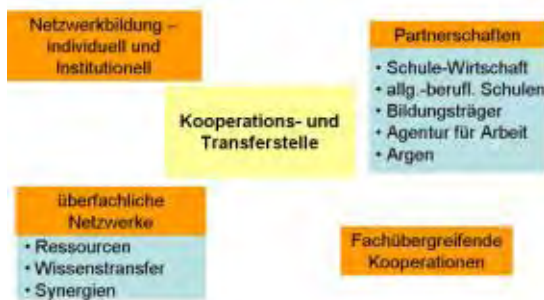 Netzwerkbildung –
individuell und
Institutionell
Partnerschaften
• Schule-Wirtschaft
• allg.-berufl. Schulen
• Bildungsträger
• Agentur für Arbeit
• Argen
Kooperations- und
Transferstelle
überfachliche
Netzwerke
• Ressourcen
• Wissenstransfer
• Synergien
Fachübergreifende
Kooperationen